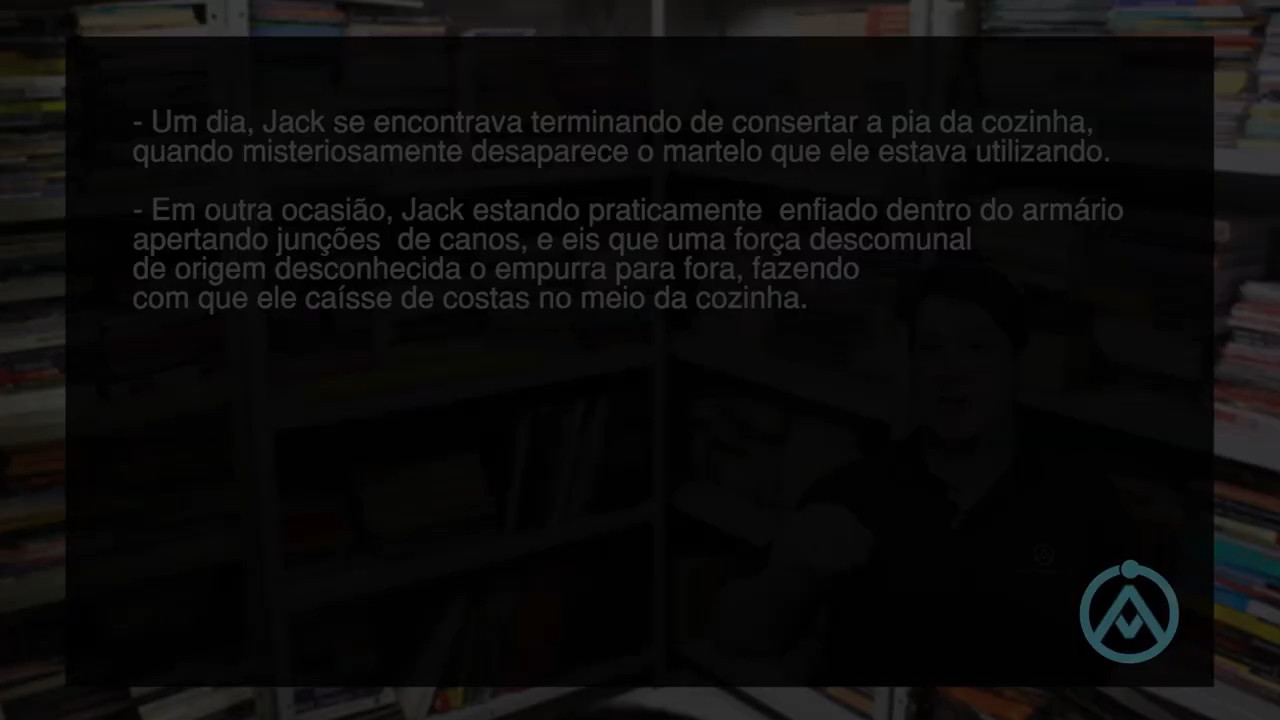 - Um dia, Jack se encontrava terminando de consertar a pia da cozinha,
quando misteriosamente desaparece o martelo que ele estava utilizando.
- Em outra ocasião, Jack estando praticamente  enfiado dentro do armário
apertando junções  de canos, e eis que uma força descomunal
de origem desconhecida o empurra para fora, fazendo
com que ele caísse de costas no meio da cozinha.